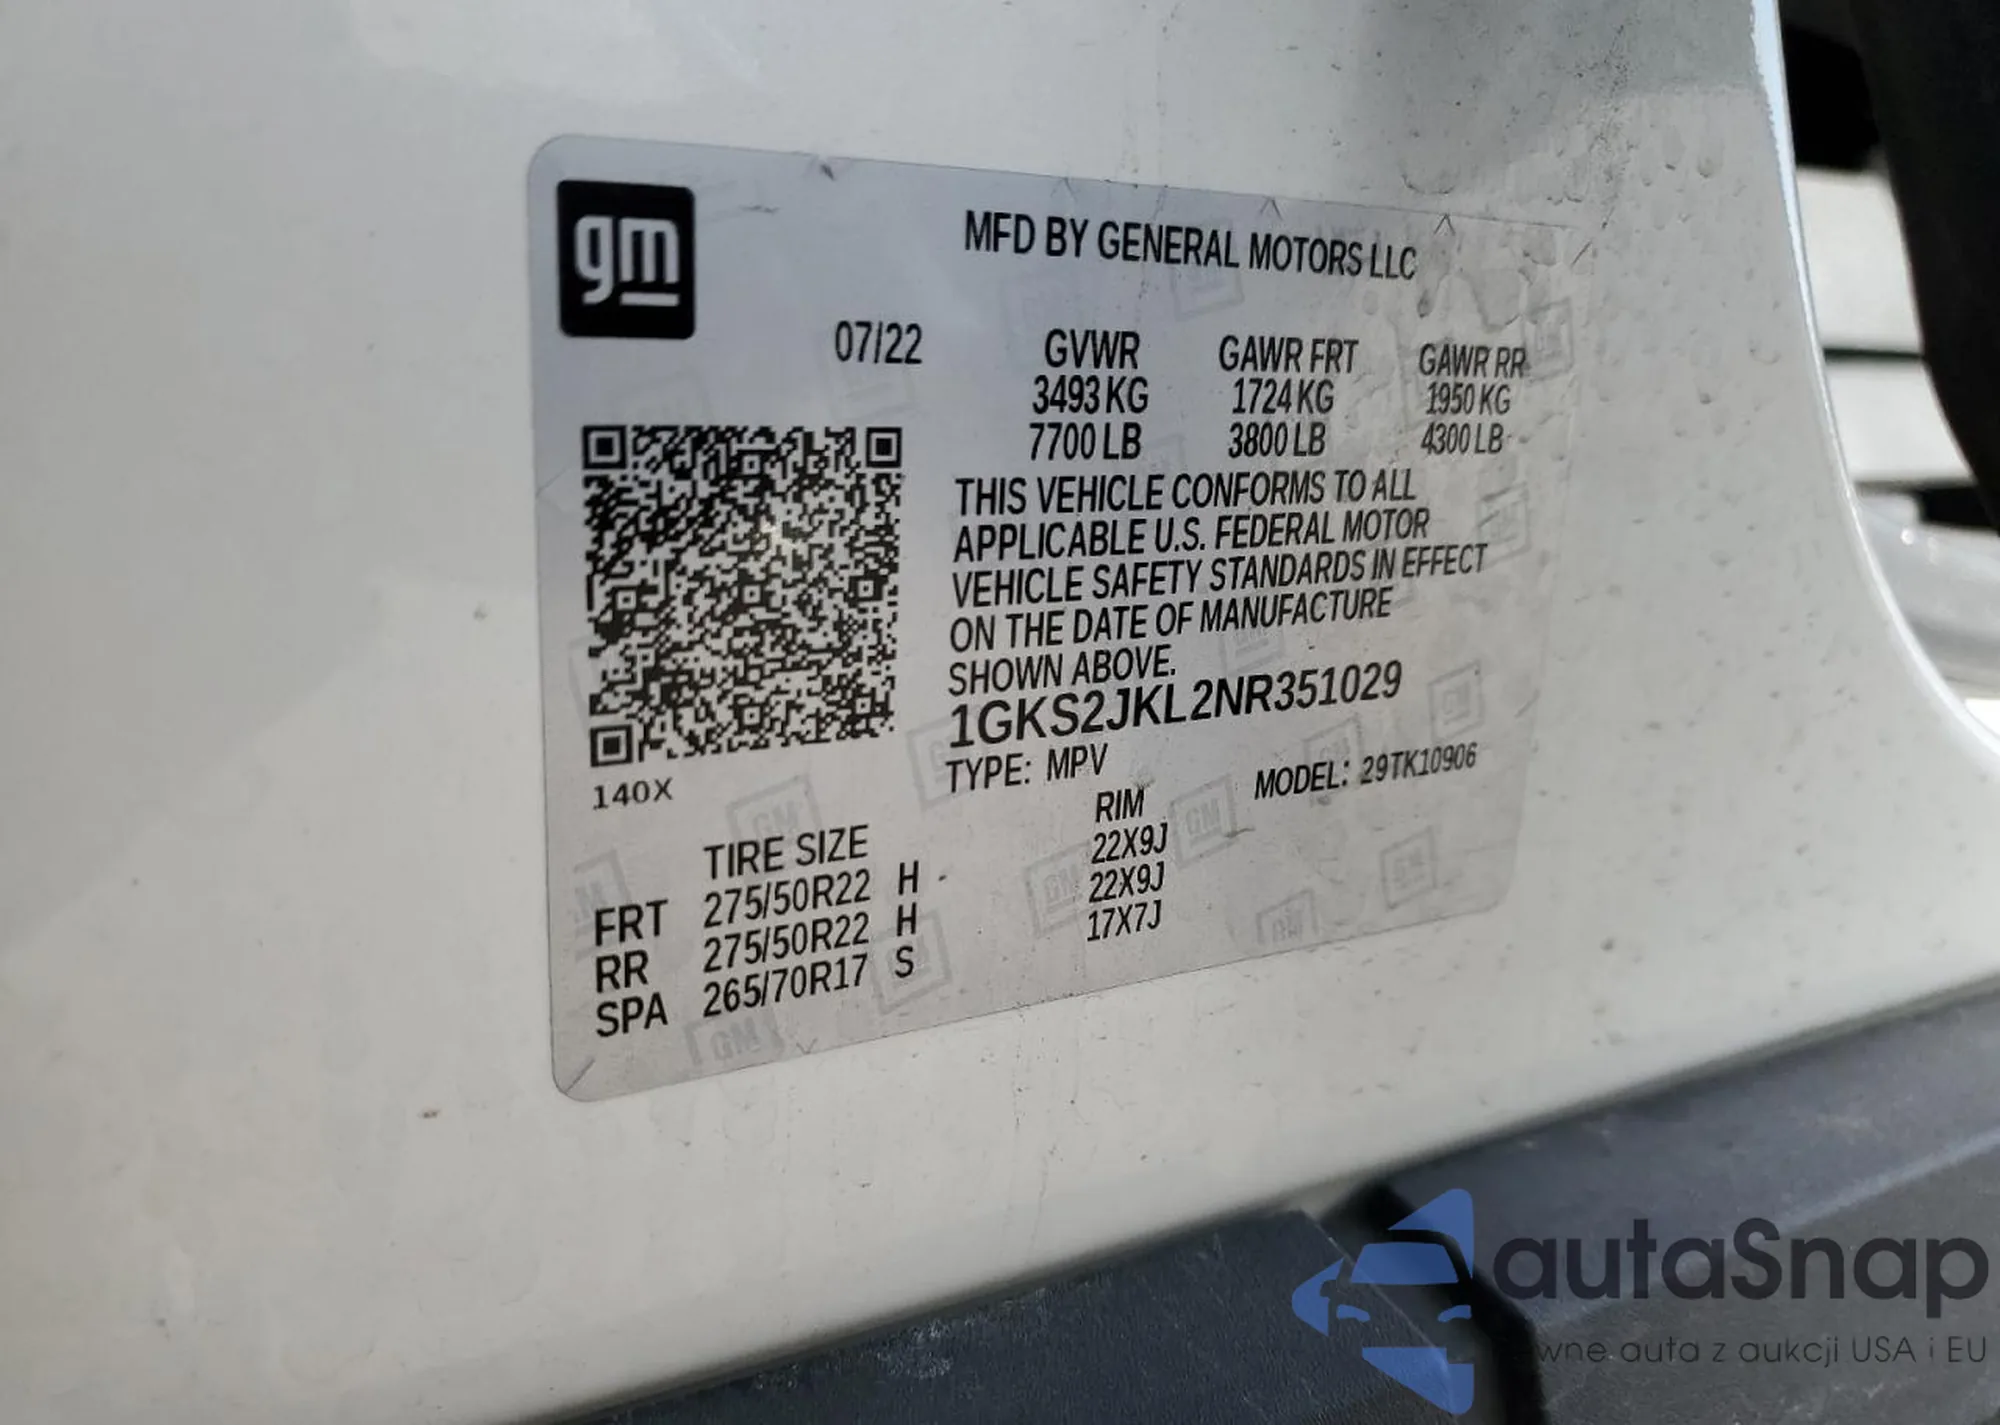 gm
MFD BY GENERAL MOTORS LLC
07/22
GVWR GAWR FRT GAWR RR
3493 KG 1724 KG 1950 KG
7700 LB 3800 LB 4300 LB
THIS VEHICLE CONFORMS TO ALL
APPLICABLE U.S. FEDERAL MOTOR
VEHICLE SAFETY STANDARDS IN EFFECT
ON THE DATE OF MANUFACTURE
SHOWN ABOVE.
1GKS2JKL2NR351029
TYPE: MPV MODEL: 29TK10906
140X
TIRE SIZE RIM
FRT 275/50R22 H 22X9J
RR 275/50R22 H 22X9J
SPA 265/70R17 S 17X7J
autaSnap
auta z aukcji USA i EU